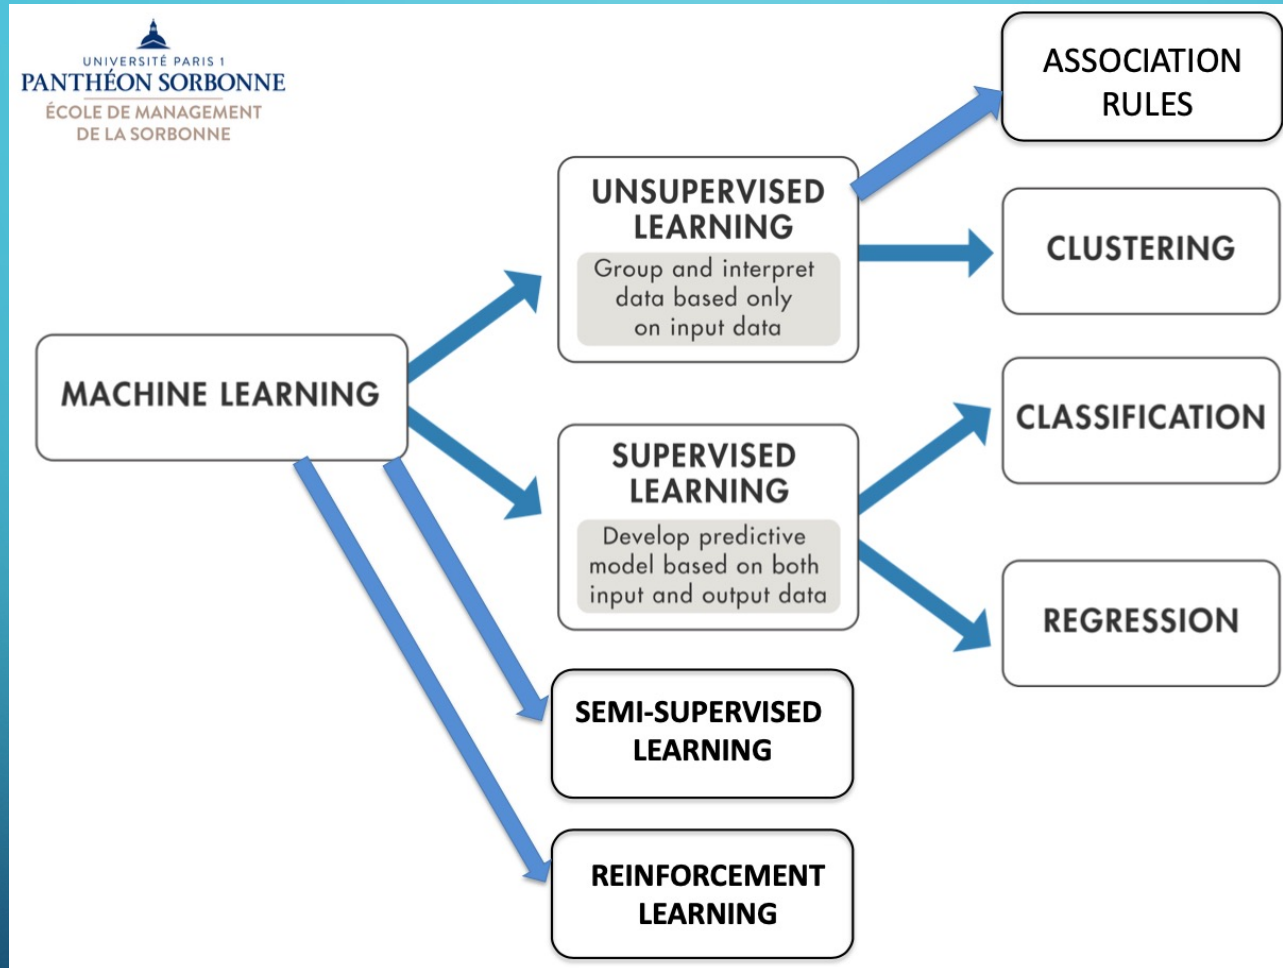 UNIVERSITÉ PARIS 1
PANTHÉON SORBONNE
ÉCOLE DE MANAGEMENT
DE LA SORBONNE
ASSOCIATION
RULES
UNSUPERVISED
LEARNING
Group and interpret
data based only
on input data
CLUSTERING
MACHINE LEARNING
CLASSIFICATION
SUPERVISED
LEARNING
Develop predictive
model based on both
input and output data
REGRESSION
SEMI-SUPERVISED
LEARNING
REINFORCEMENT
LEARNING